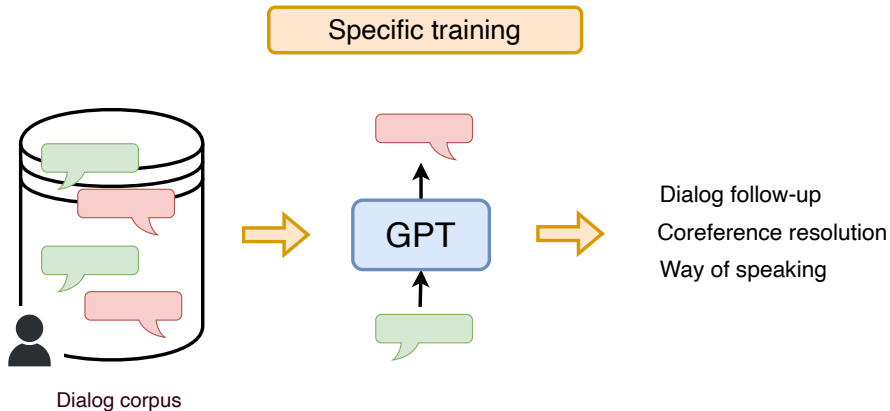 Specific training
GPT
Dialog follow-up
Coreference resolution
Way of speaking
Dialog corpus